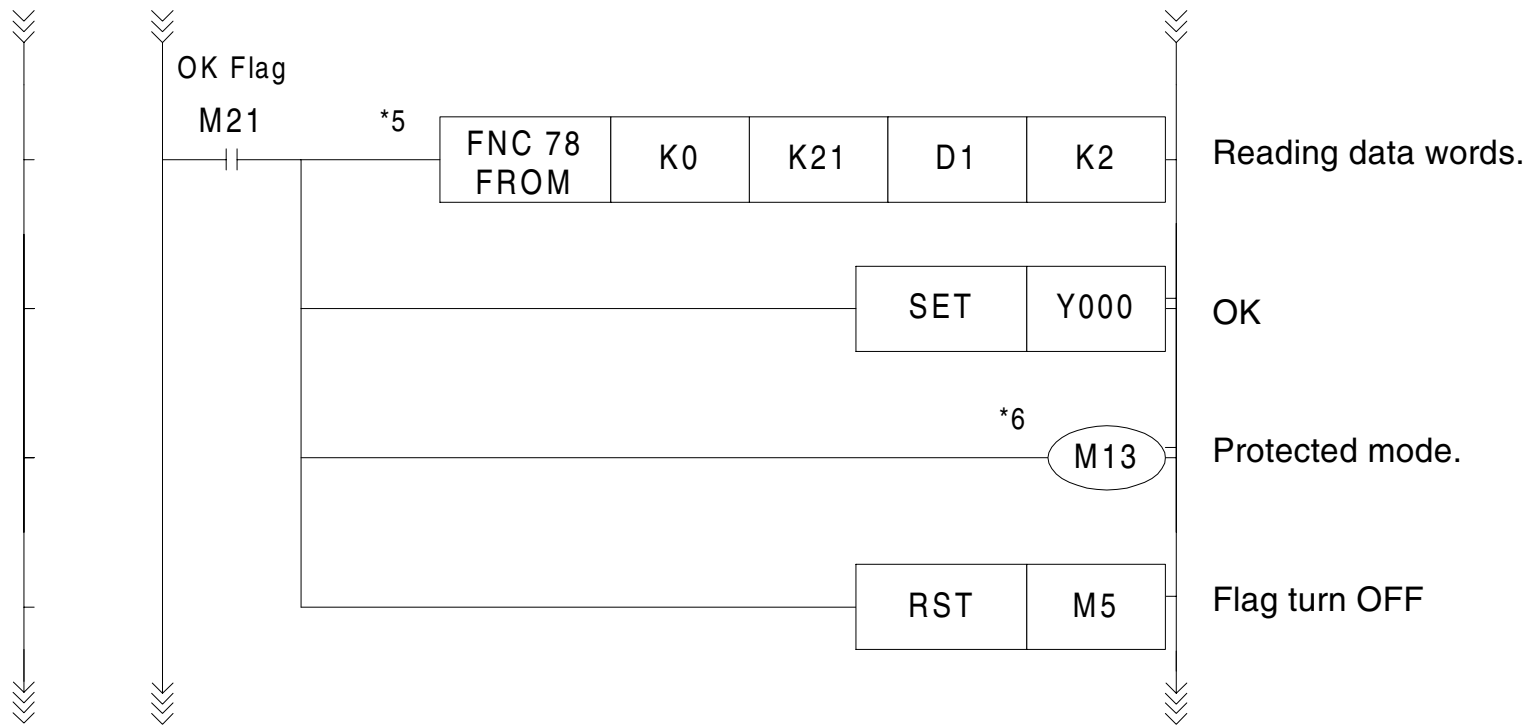 OK Flag
M21
*5
FNC 78
FROM
K0
K21
D1
K2
Reading data words.
SET
Y000
OK
*6
M13
Protected mode.
RST
M5
Flag turn OFF